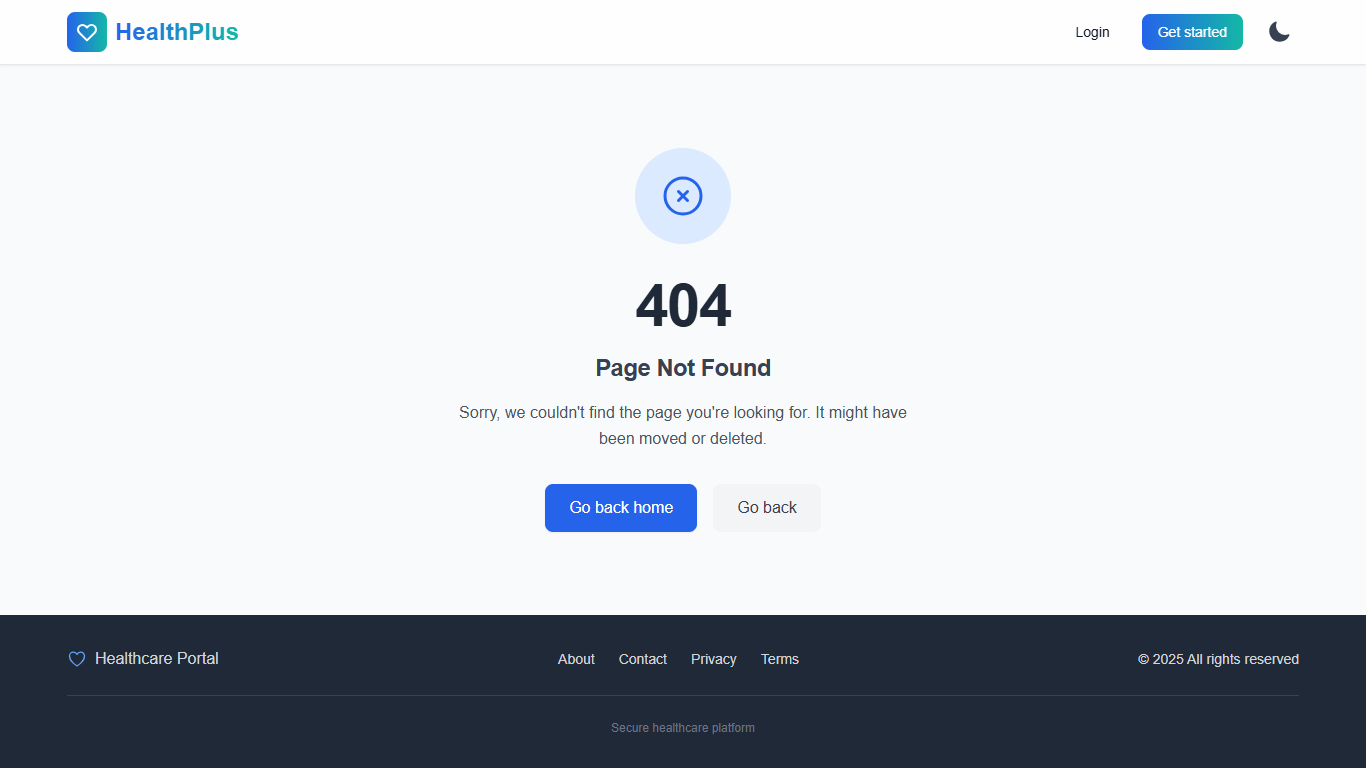 HealthPlus
Login
Get started
404
Page Not Found
Sorry, we couldn't find the page you're looking for. It might have
been moved or deleted.
Go back home
Go back
Healthcare Portal
About
Contact
Privacy
Terms
© 2025 All rights reserved
Secure healthcare platform